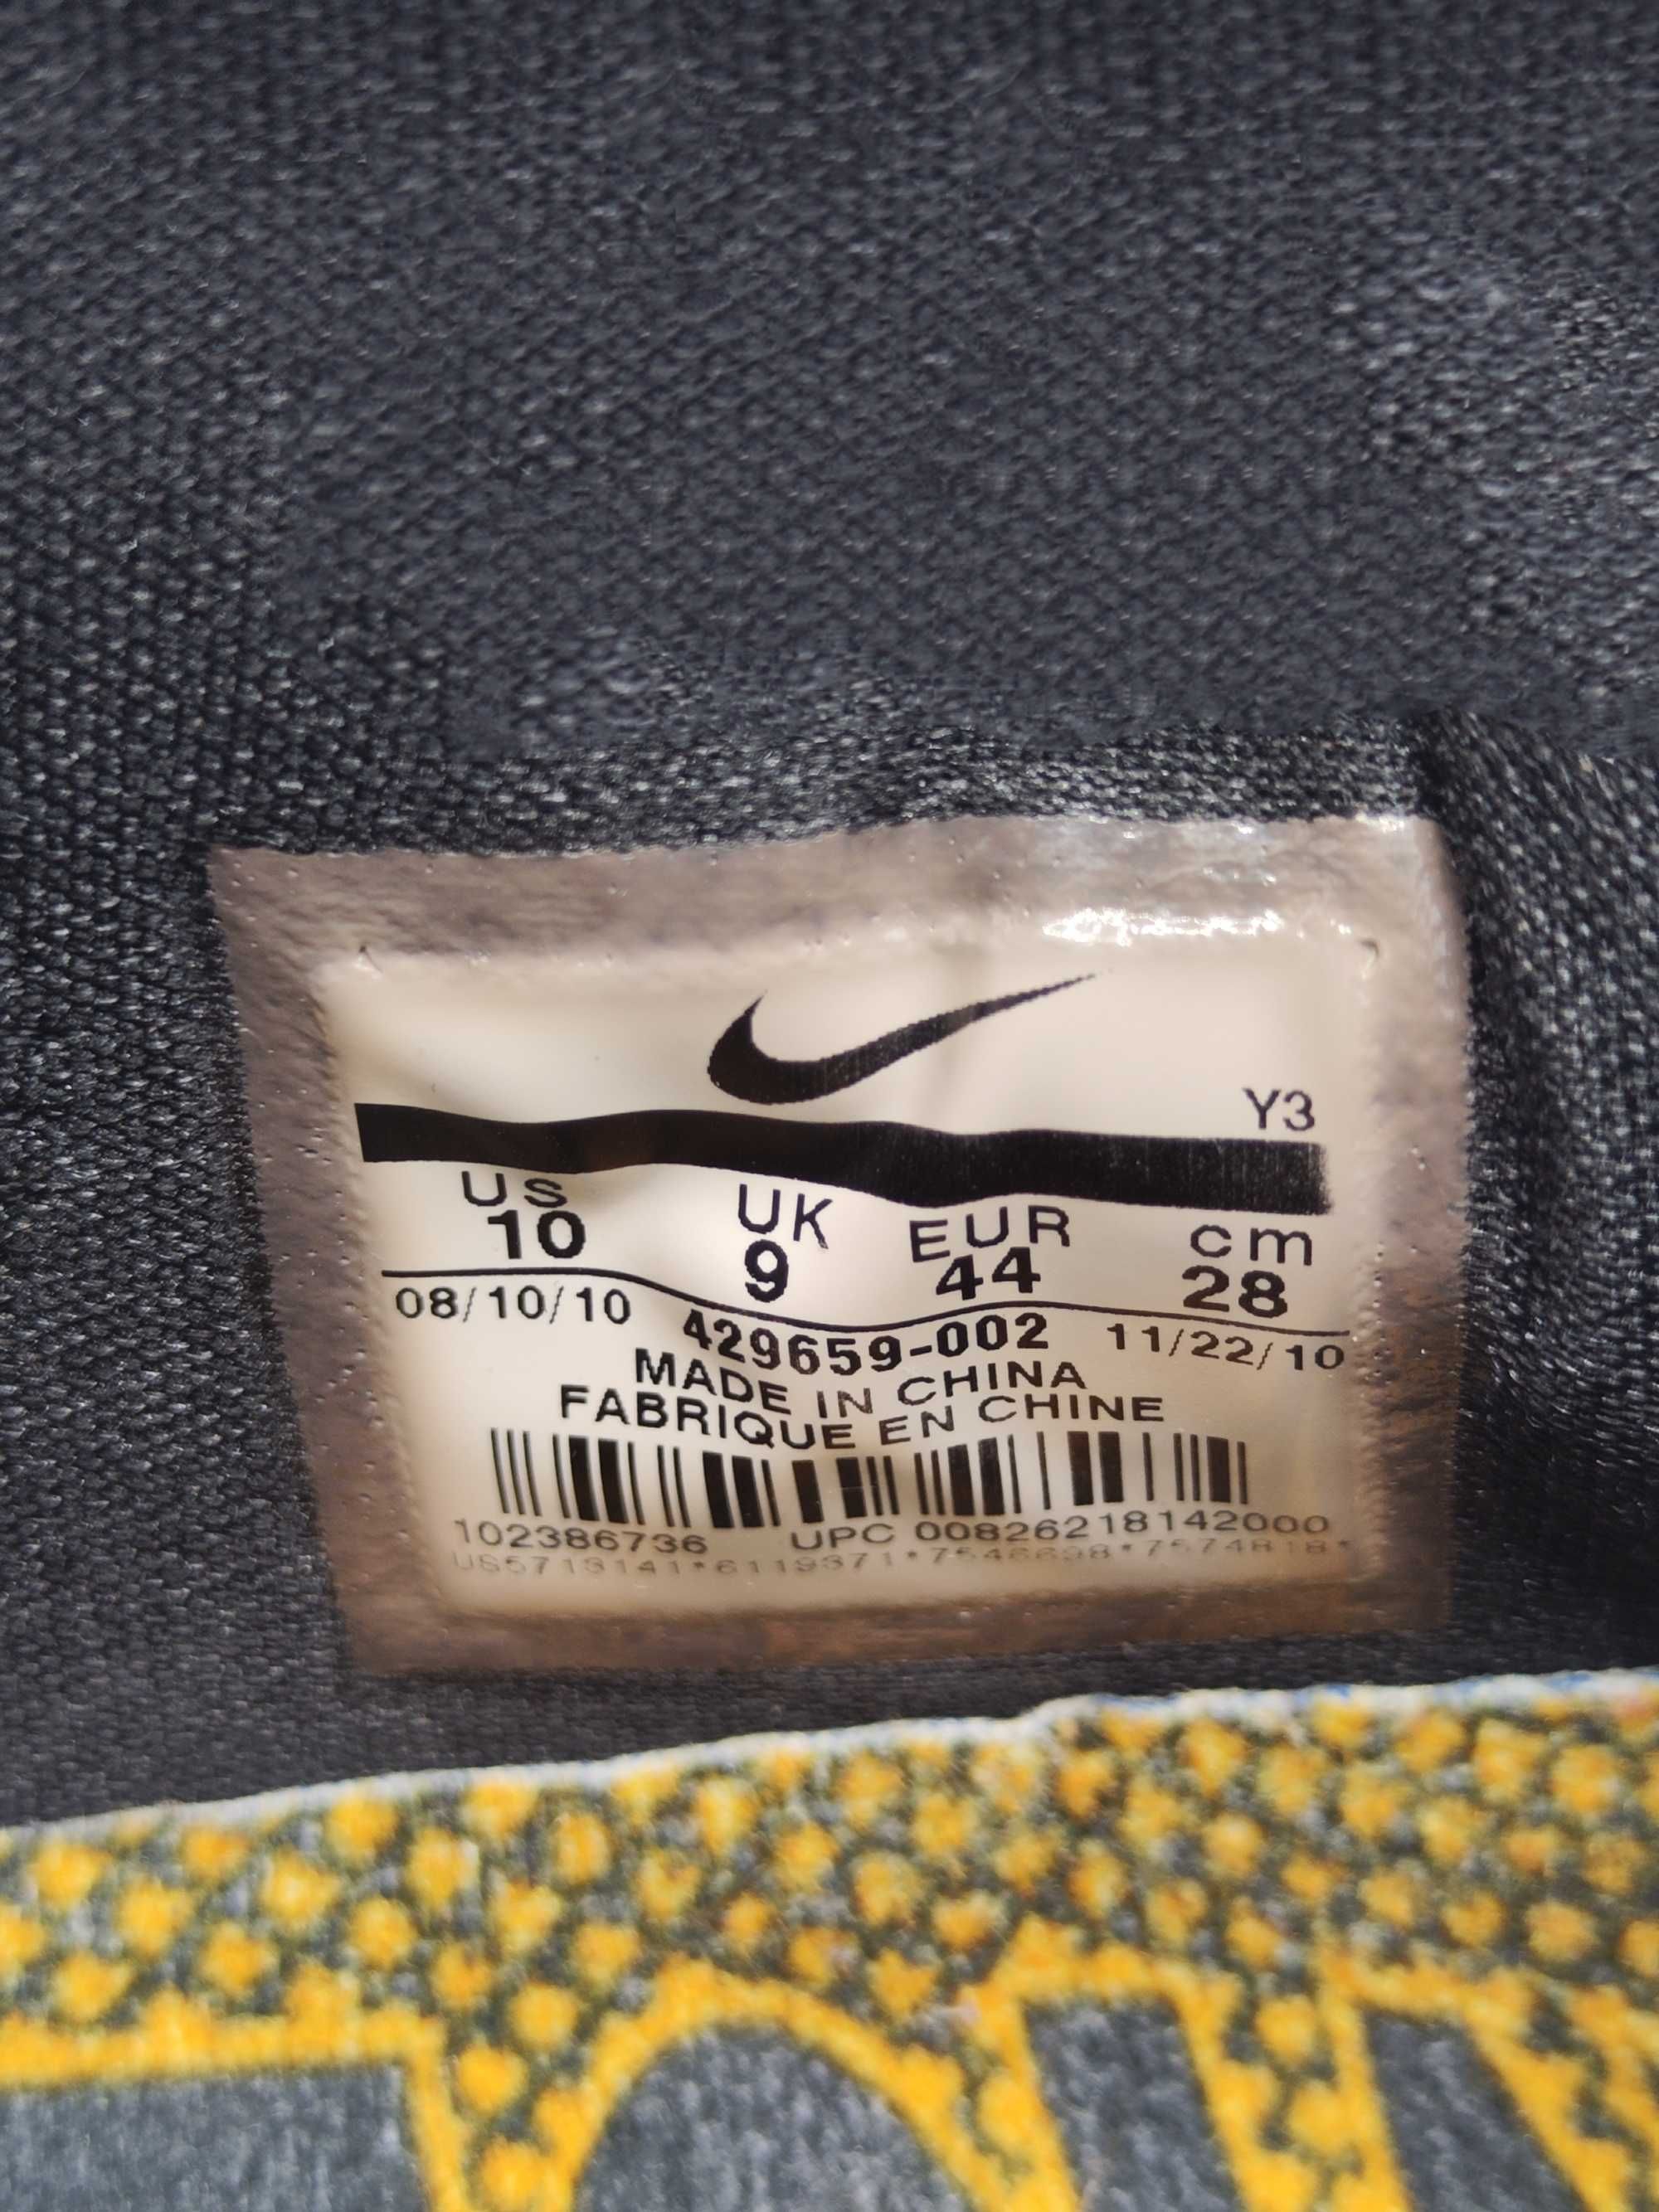 Y3
US UK EUR cm
10 9 44 28
08/10/10 429659-002 11/22/10
MADE IN CHINA
FABRIQUE EN CHINE
102386736 UPC 00826218142000